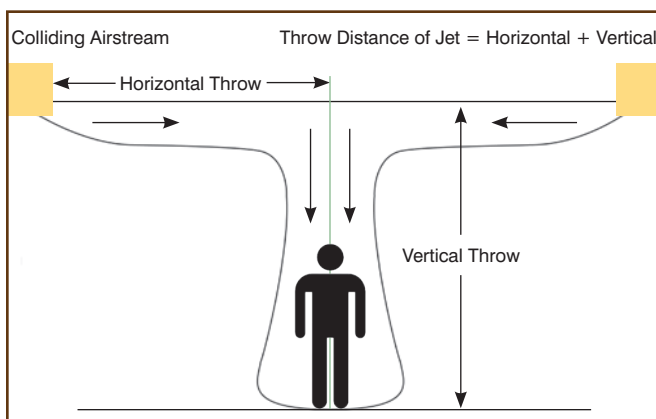 Colliding Airstream
Throw Distance of Jet = Horizontal + Vertical
Horizontal Throw
Vertical Throw